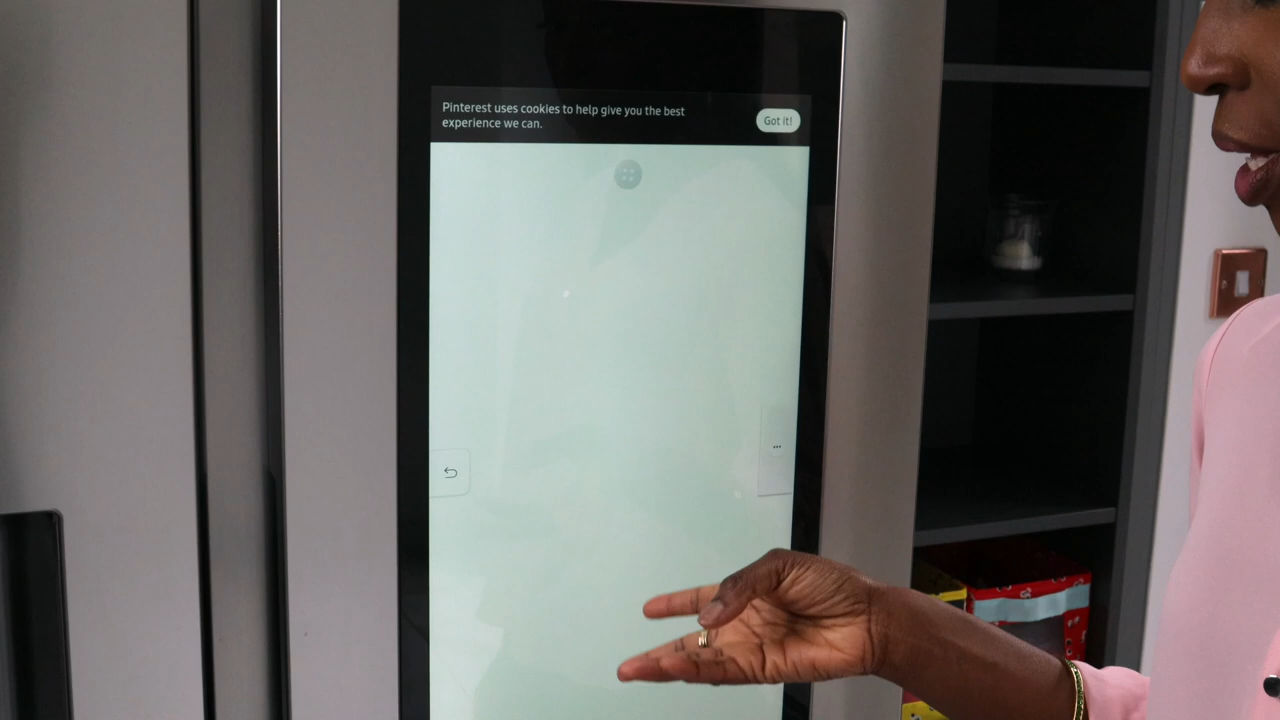 Pinterest uses cookies to help give you the best
experience we can.
Got it!